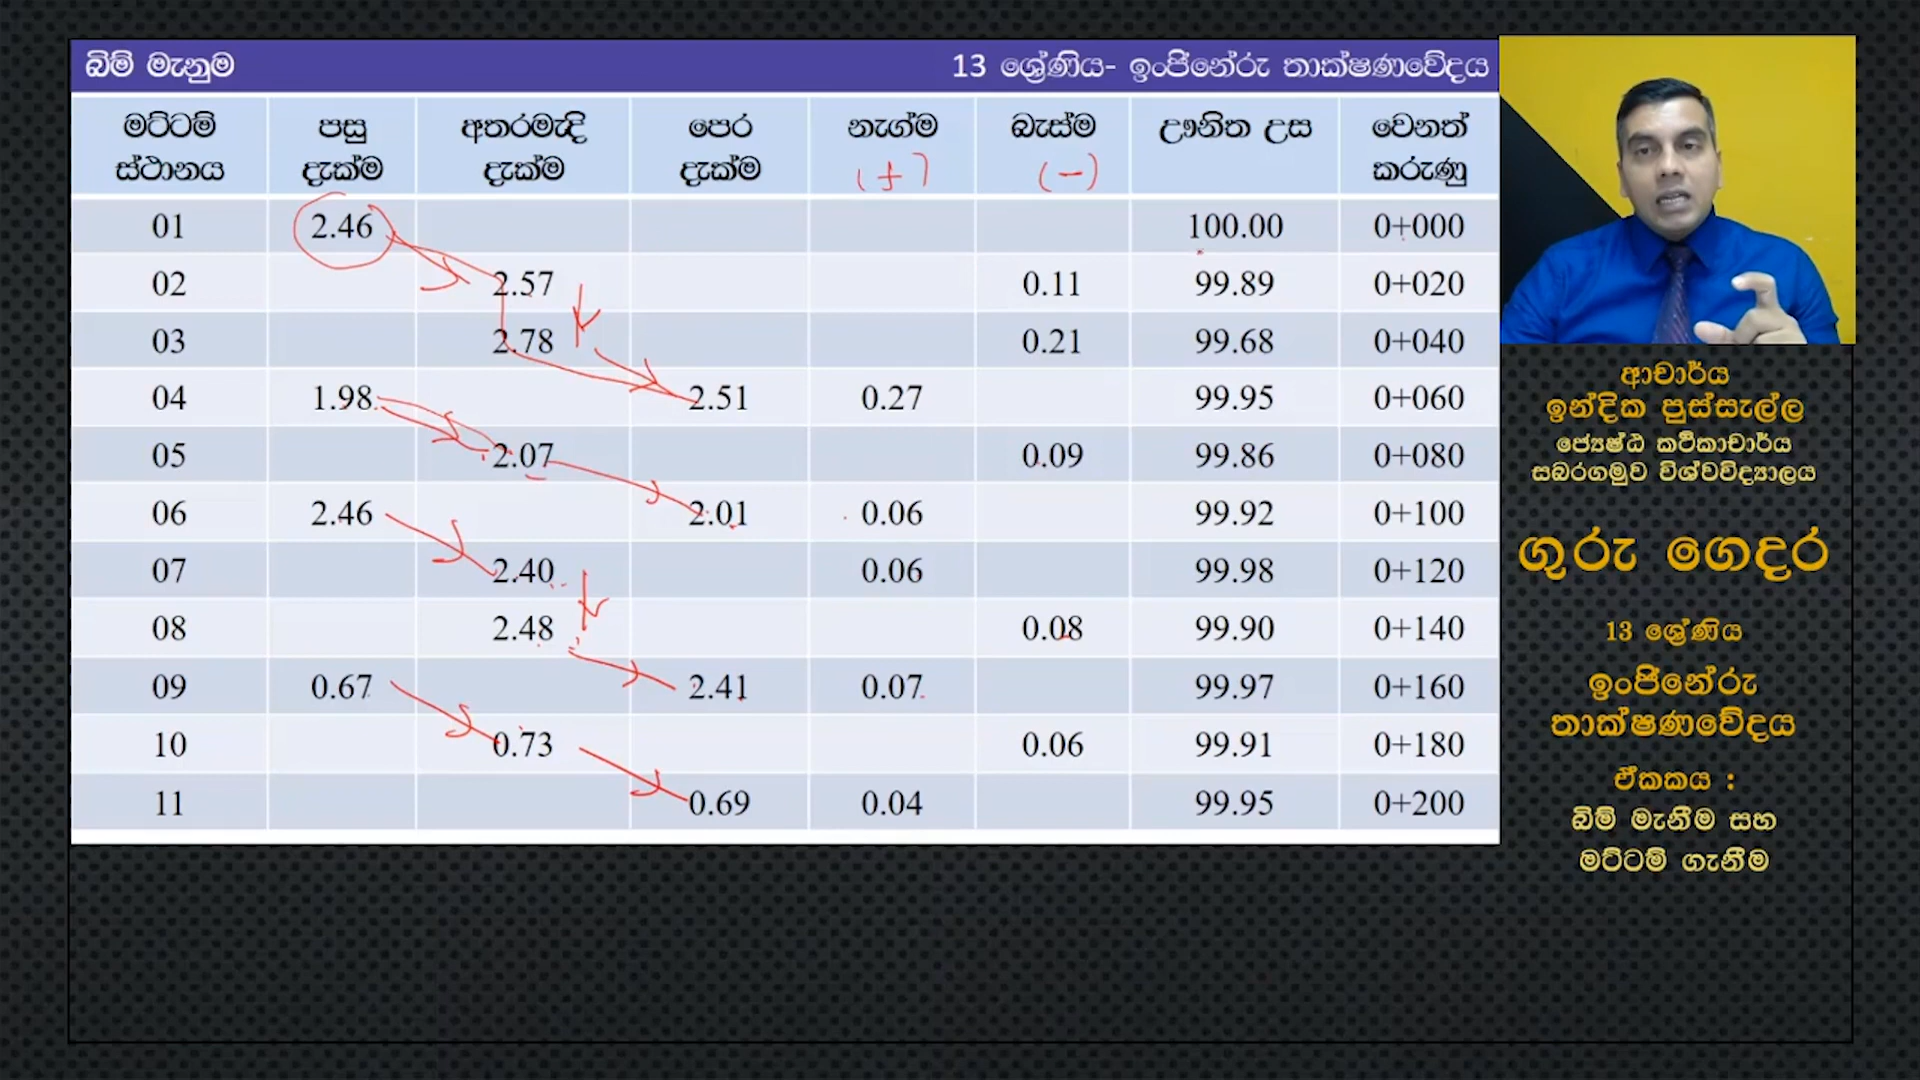 බිම් මැනුම
13 ශ්‍රේණිය- ඉංජිනේරු තාක්ෂණවේදය
මට්ටම් ස්ථානය පසු දැක්ම අතරමැදි දැක්ම පෙර දැක්ම නැග්ම (+) බැස්ම (-) ඌනිත උස වෙනත් කරුණු
01 2.46 100.00 0+000
02 2.57 0.11 99.89 0+020
03 2.78 0.21 99.68 0+040
04 1.98 2.51 0.27 99.95 0+060
05 2.07 0.09 99.86 0+080
06 2.46 2.01 0.06 99.92 0+100
07 2.40 0.06 99.98 0+120
08 2.48 0.08 99.90 0+140
09 0.67 2.41 0.07 99.97 0+160
10 0.73 0.06 99.91 0+180
11 0.69 0.04 99.95 0+200
ආචාර්ය
ඉන්දික පුස්සැල්ල
ජ්‍යෙෂ්ඨ කථිකාචාර්ය
සබරගමුව විශ්වවිද්‍යාලය
ගුරු ගෙදර
13 ශ්‍රේණිය
ඉංජිනේරු
තාක්ෂණවේදය
ඒකකය :
බිම් මැනීම සහ
මට්ටම් ගැනීම